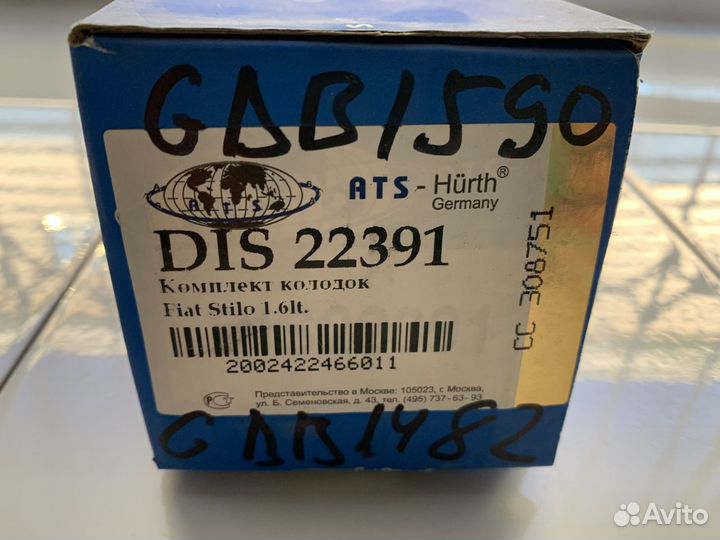 GDB1590
ATS
ATS - Hürth®
Germany
DIS 22391
Комплект колодок
Fiat Stilo 1.6lt.
CC 308751
2002422466011
Представительство в Москве: 105023, г. Москва,
ул. Б. Семеновская, д. 43, тел. (495) 737-63-93
GDB1482
Avito